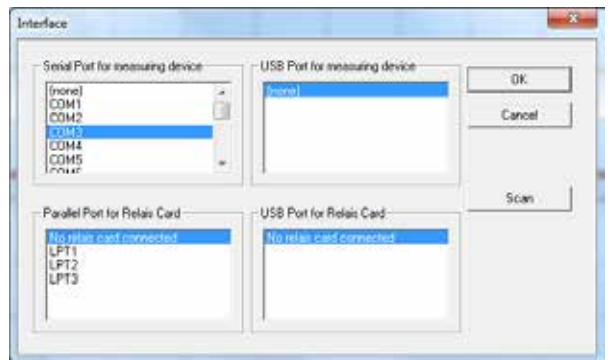 Interface
Serial Port for measuring device
(none)
COM1
COM2
COM3
COM4
COM5
COM6
USB Port for measuring device
(none)
OK
Cancel
Scan
Parallel Port for Relais Card
No relais card connected
LPT1
LPT2
LPT3
USB Port for Relais Card
No relais card connected